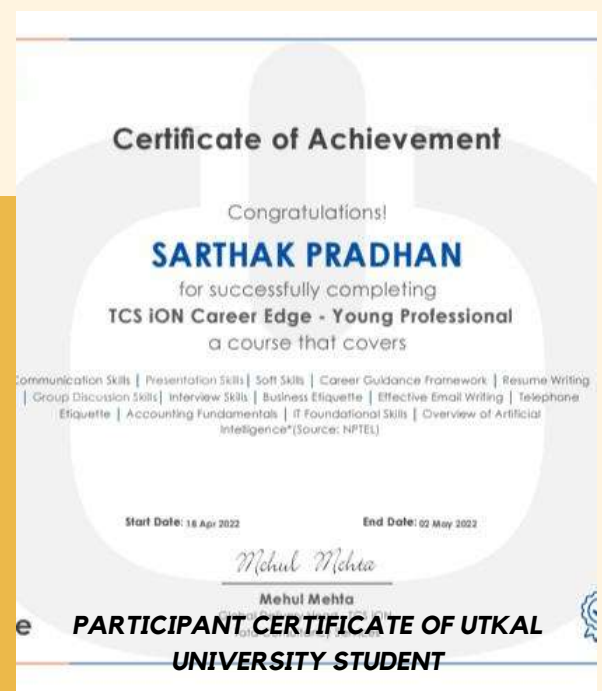 Certificate of Achievement
Congratulations!
SARTHAK PRADHAN
for successfully completing
TCS iON Career Edge - Young Professional
a course that covers
Communication Skills | Presentation Skills | Soft Skills | Career Guidance Framework | Resume Writing
| Group Discussion Skills | Interview Skills | Business Etiquette | Effective Email Writing | Telephone
Etiquette | Accounting Fundamentals | IT Foundational Skills | Overview of Artificial
Intelligence*(Source: NPTEL)
Start Date: 18 Apr 2022 End Date: 02 May 2022
Mehul Mehta
Mehul Mehta
e
PARTICIPANT CERTIFICATE OF UTKAL
UNIVERSITY STUDENT